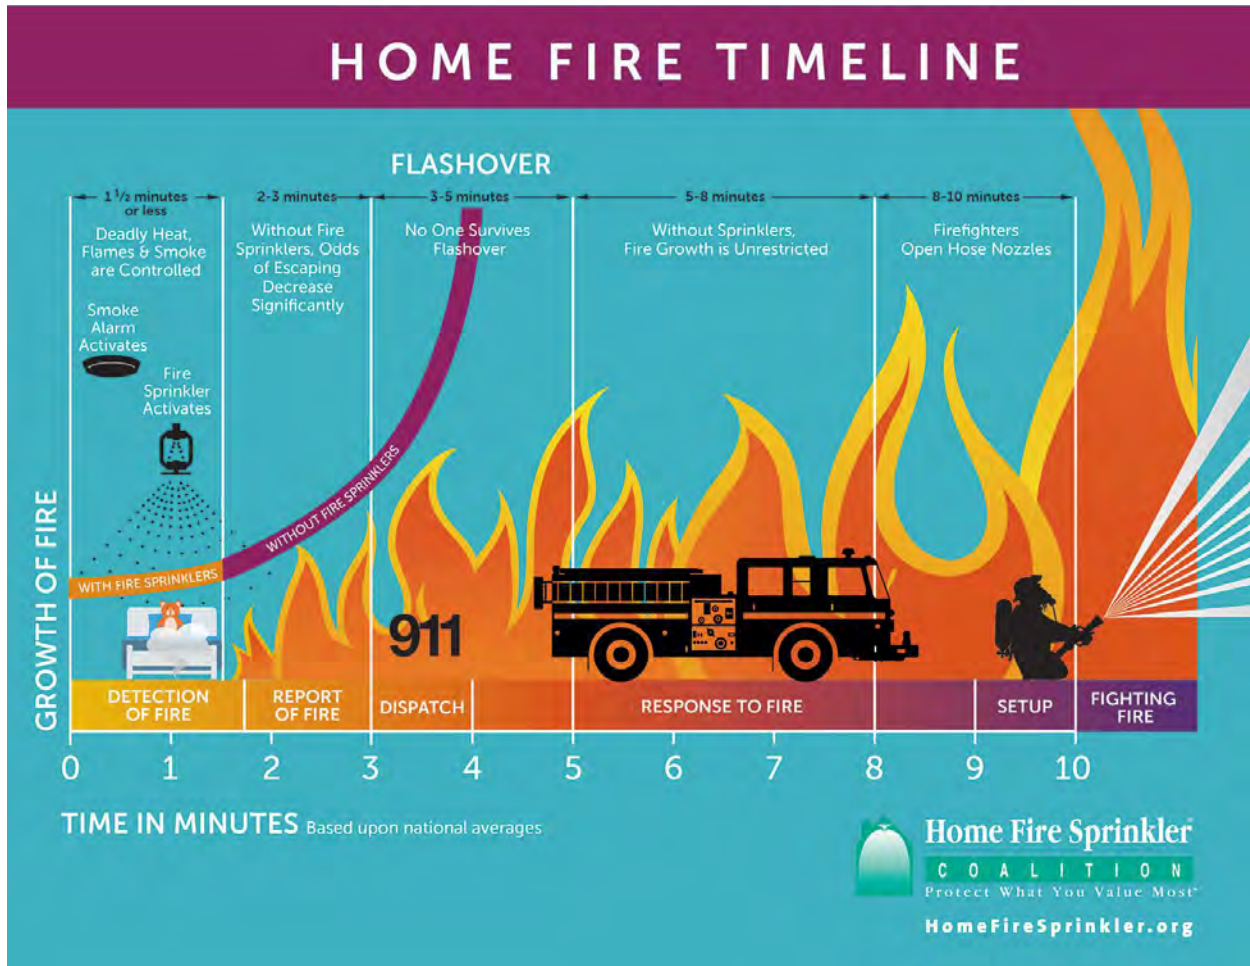 HOME FIRE TIMELINE
FLASHOVER
1 1/2 minutes
or less
Deadly Heat,
Flames & Smoke
are Controlled
2-3 minutes
Without Fire
Sprinklers, Odds
of Escaping
Decrease
Significantly
3-5 minutes
No One Survives
Flashover
5-8 minutes
Without Sprinklers,
Fire Growth is Unrestricted
8-10 minutes
Firefighters
Open Hose Nozzles
Smoke
Alarm
Activates
Fire
Sprinkler
Activates
WITH FIRE SPRINKLERS
WITHOUT FIRE SPRINKLERS
GROWTH OF FIRE
911
DETECTION
OF FIRE
REPORT
OF FIRE
DISPATCH
RESPONSE TO FIRE
SETUP
FIGHTING
FIRE
0 1 2 3 4 5 6 7 8 9 10
TIME IN MINUTES Based upon national averages
Home Fire Sprinkler
COALITION
Protect What You Value Most
HomeFireSprinkler.org